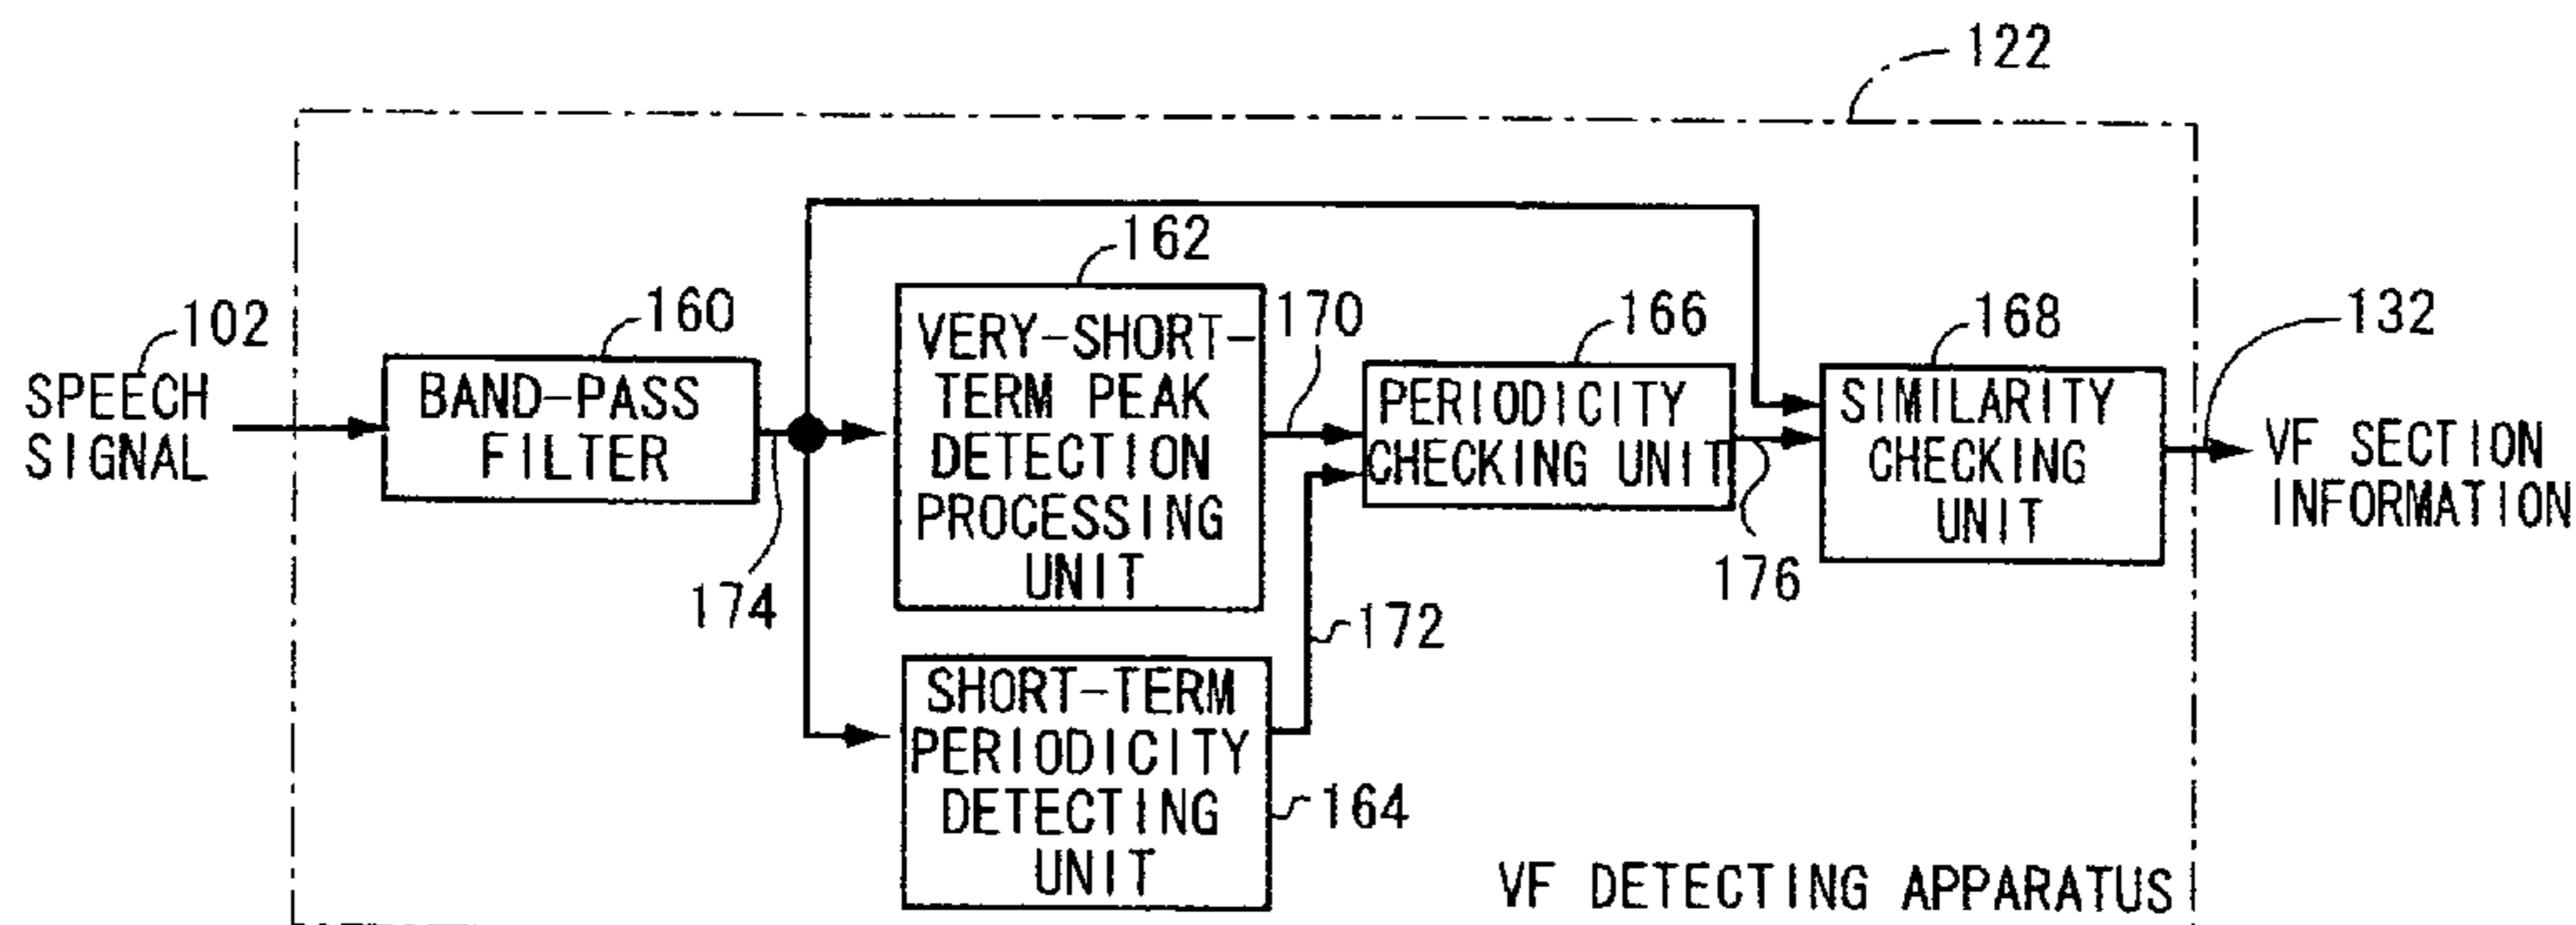 122
162
170
102
160
166
168
132
SPEECH
SIGNAL
BAND-PASS
FILTER
VERY-SHORT-
TERM PEAK
DETECTION
PROCESSING
UNIT
PERIODICITY
CHECKING UNIT
SIMILARITY
CHECKING
UNIT
VF SECTION
INFORMATION
174
176
172
SHORT-TERM
PERIODICITY
DETECTING
UNIT
164
VF DETECTING APPARATUS